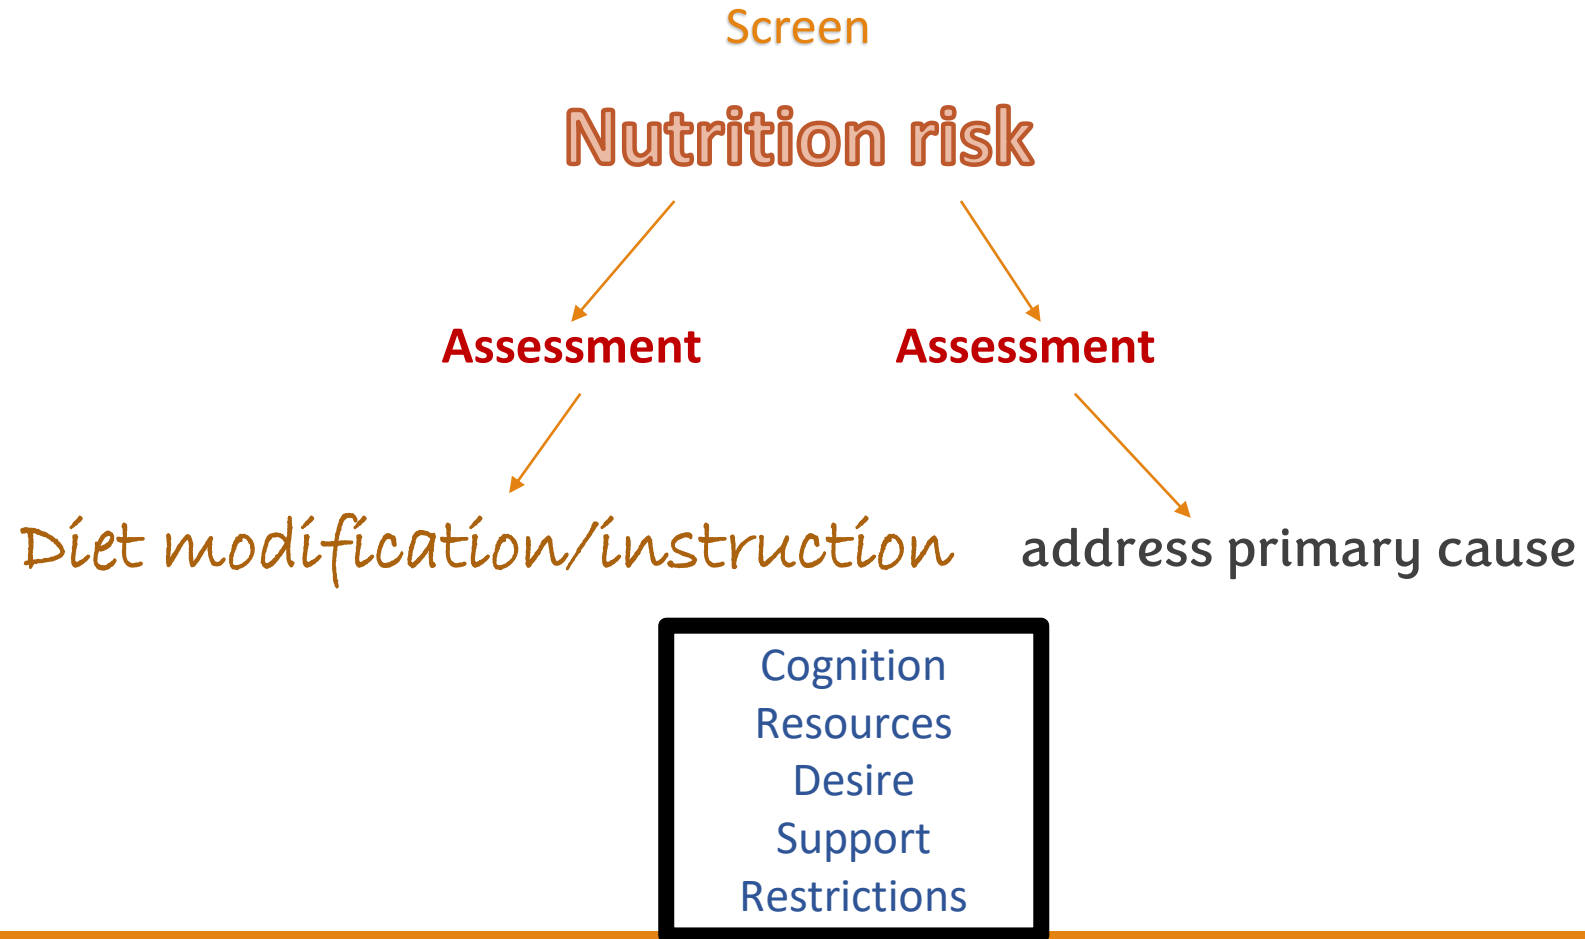 Screen
Nutrition risk
Assessment Assessment
Diet modification/instruction address primary cause
Cognition
Resources
Desire
Support
Restrictions